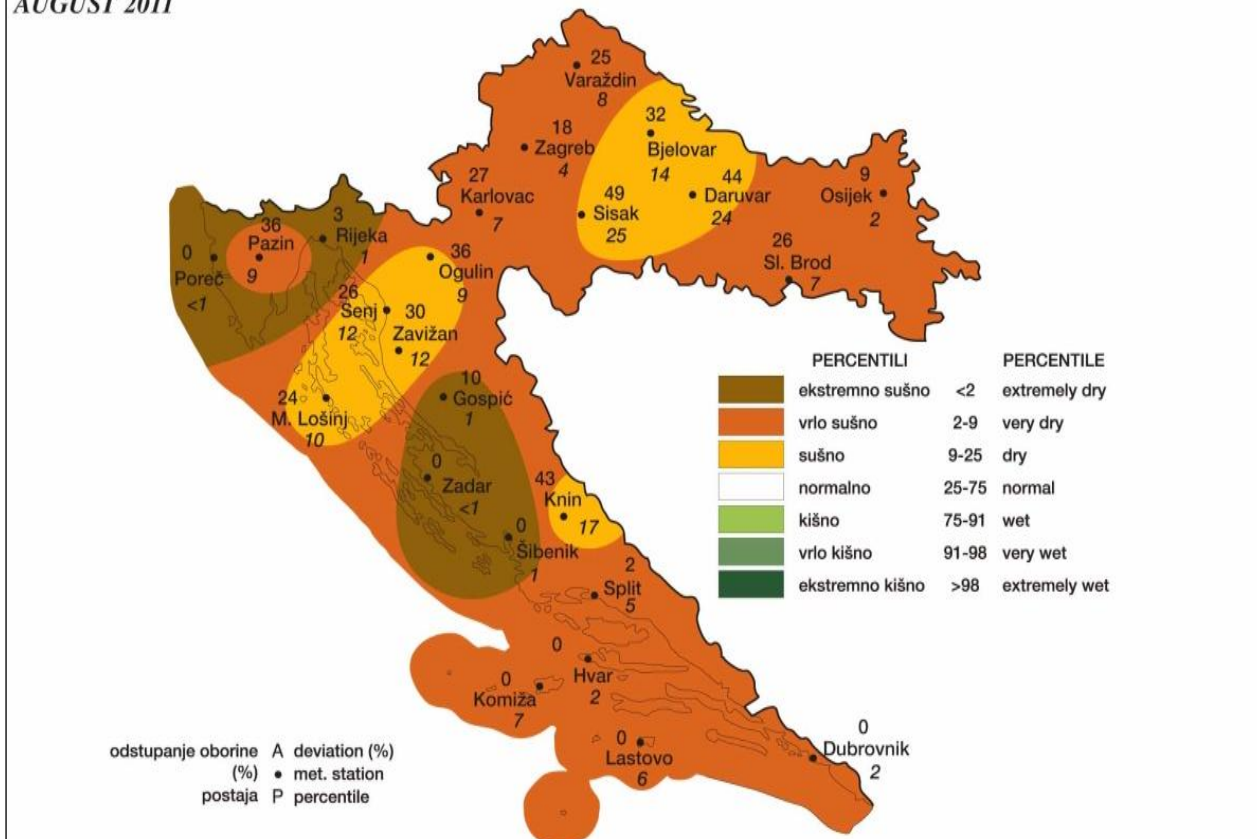 AUGUST 2011
25
Varaždin
8
32
Bjelovar
14
18
Zagreb
4
27
Karlovac
7
49
Sisak
25
44
Daruvar
24
9
Osijek
2
26
Sl. Brod
7
36
Pazin
9
3
Rijeka
1
0
Poreč
<1
36
Ogulin
9
26
Senj
12
30
Zavižan
12
24
M. Lošinj
10
10
Gospić
1
0
Zadar
<1
43
Knin
17
0
Šibenik
1
2
Split
5
0
Hvar
2
0
Komiža
7
0
Lastovo
6
0
Dubrovnik
2
PERCENTILI PERCENTILE
ekstremno sušno <2 extremely dry
vrlo sušno 2-9 very dry
sušno 9-25 dry
normalno 25-75 normal
kišno 75-91 wet
vrlo kišno 91-98 very wet
ekstremno kišno >98 extremely wet
odstupanje oborine A deviation (%)
(%) • met. station
postaja P percentile